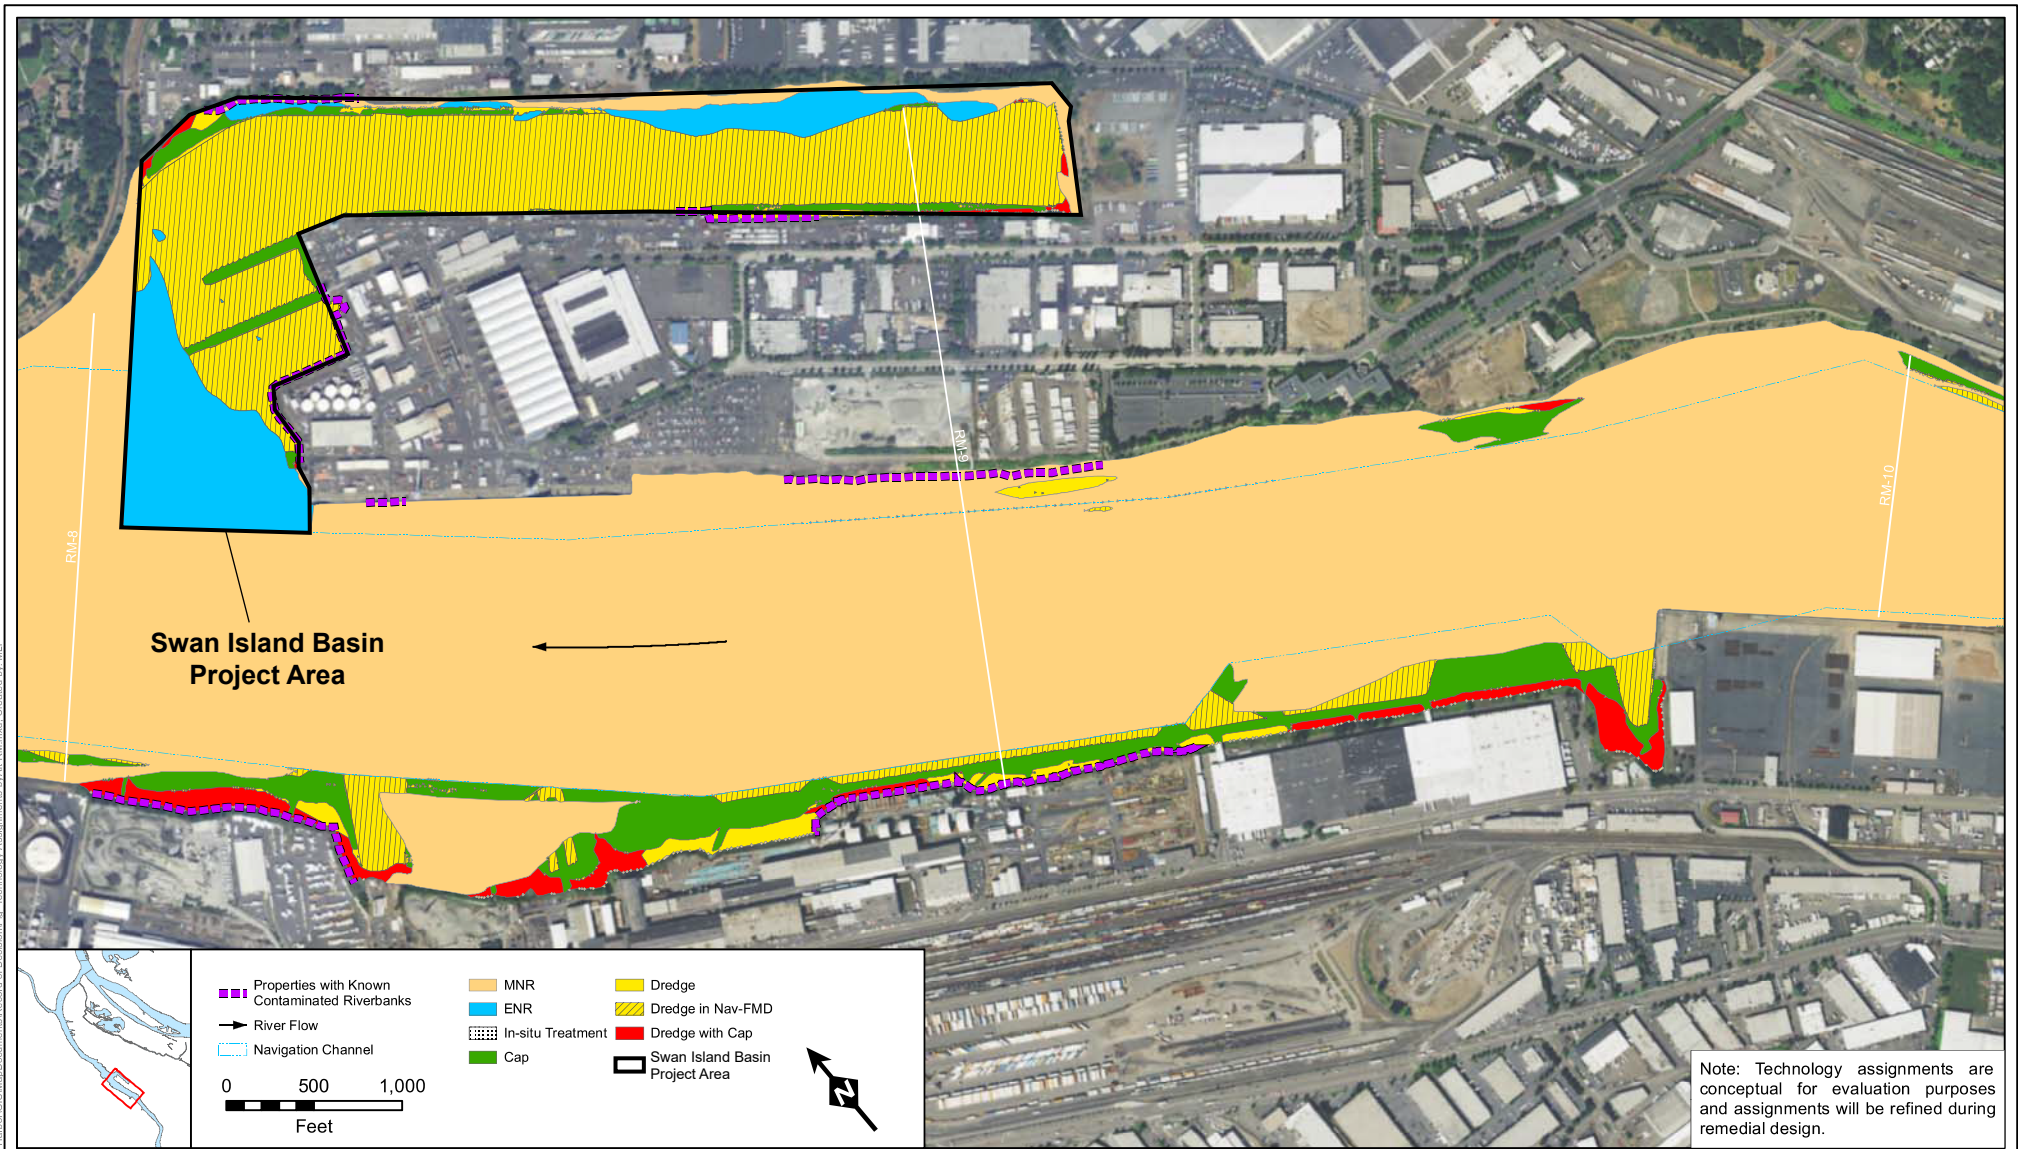 RM-8
RM-9
RM-10
Swan Island Basin
Project Area
Properties with Known
Contaminated Riverbanks
River Flow
Navigation Channel
0 500 1,000
Feet
MNR
ENR
In-situ Treatment
Cap
Dredge
Dredge in Nav-FMD
Dredge with Cap
Swan Island Basin
Project Area
N
Note: Technology assignments are
conceptual for evaluation purposes
and assignments will be refined during
remedial design.